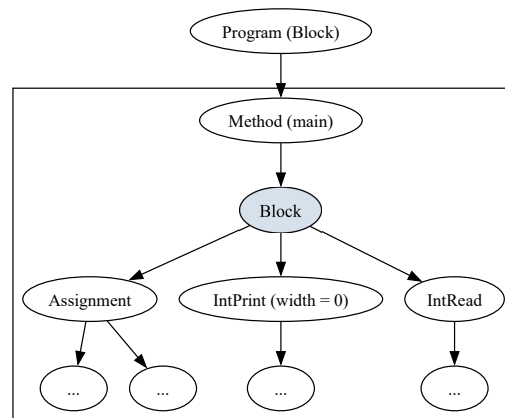 Program (Block)
Method (main)
Block
Assignment
IntPrint (width = 0)
IntRead
...
...
...
...